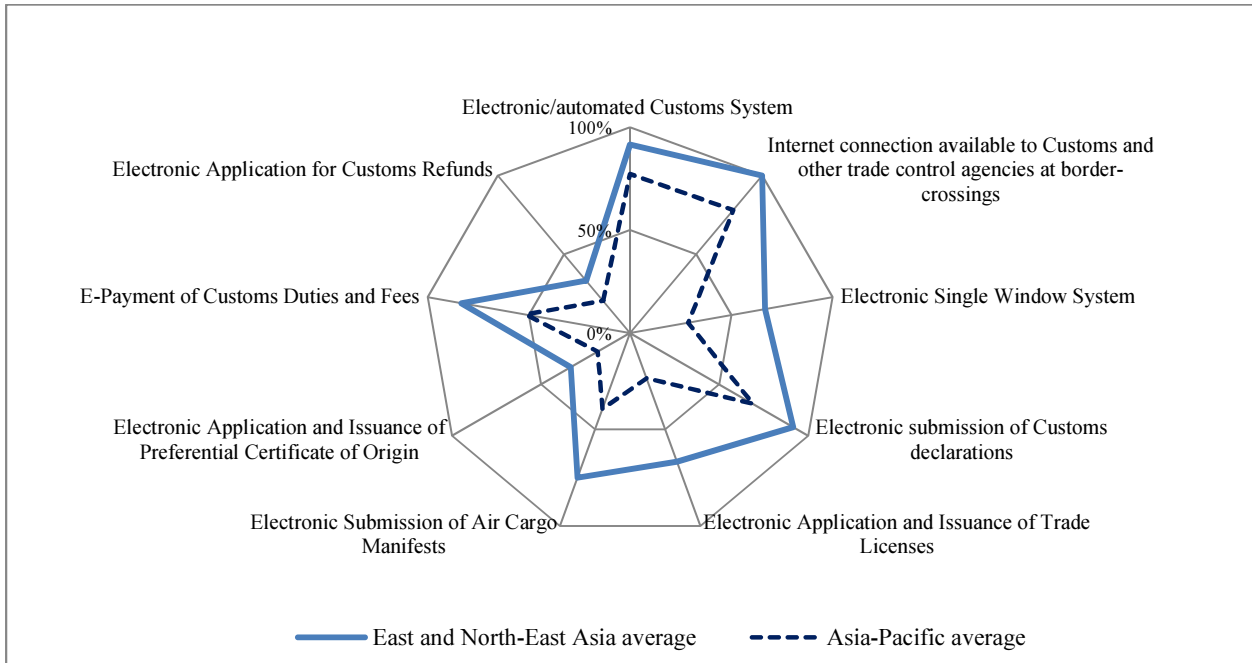 Electronic/automated Customs System
100%
Internet connection available to Customs and
other trade control agencies at border-
crossings
Electronic Application for Customs Refunds
50%
E-Payment of Customs Duties and Fees
Electronic Single Window System
0%
Electronic Application and Issuance of
Preferential Certificate of Origin
Electronic submission of Customs
declarations
Electronic Submission of Air Cargo
Manifests
Electronic Application and Issuance of Trade
Licenses
East and North-East Asia average
Asia-Pacific average